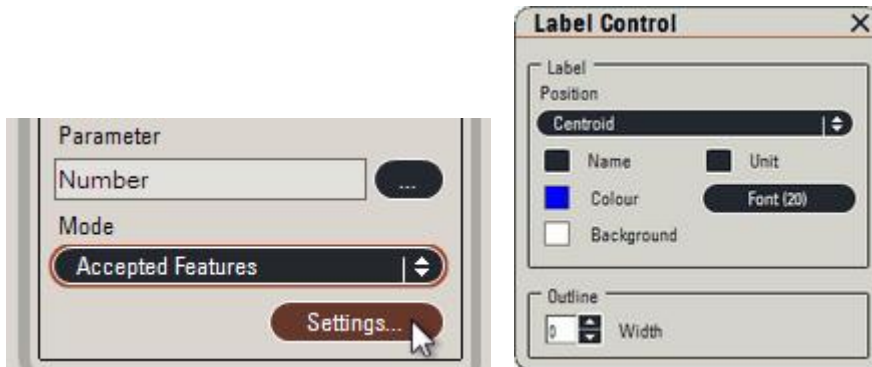 Parameter
Number
...
Mode
Accepted Features
Settings...
Label Control
Label
Position
Centroid
Name Unit
Colour Font (20)
Background
Outline
0 Width